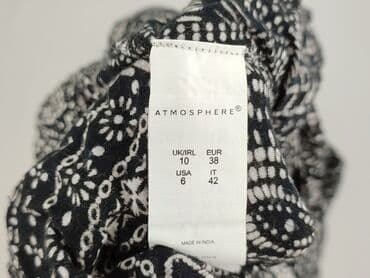 ATMOSPHERE®
UK/IRL EUR
10 38
USA IT
6 42
MADE IN INDIA